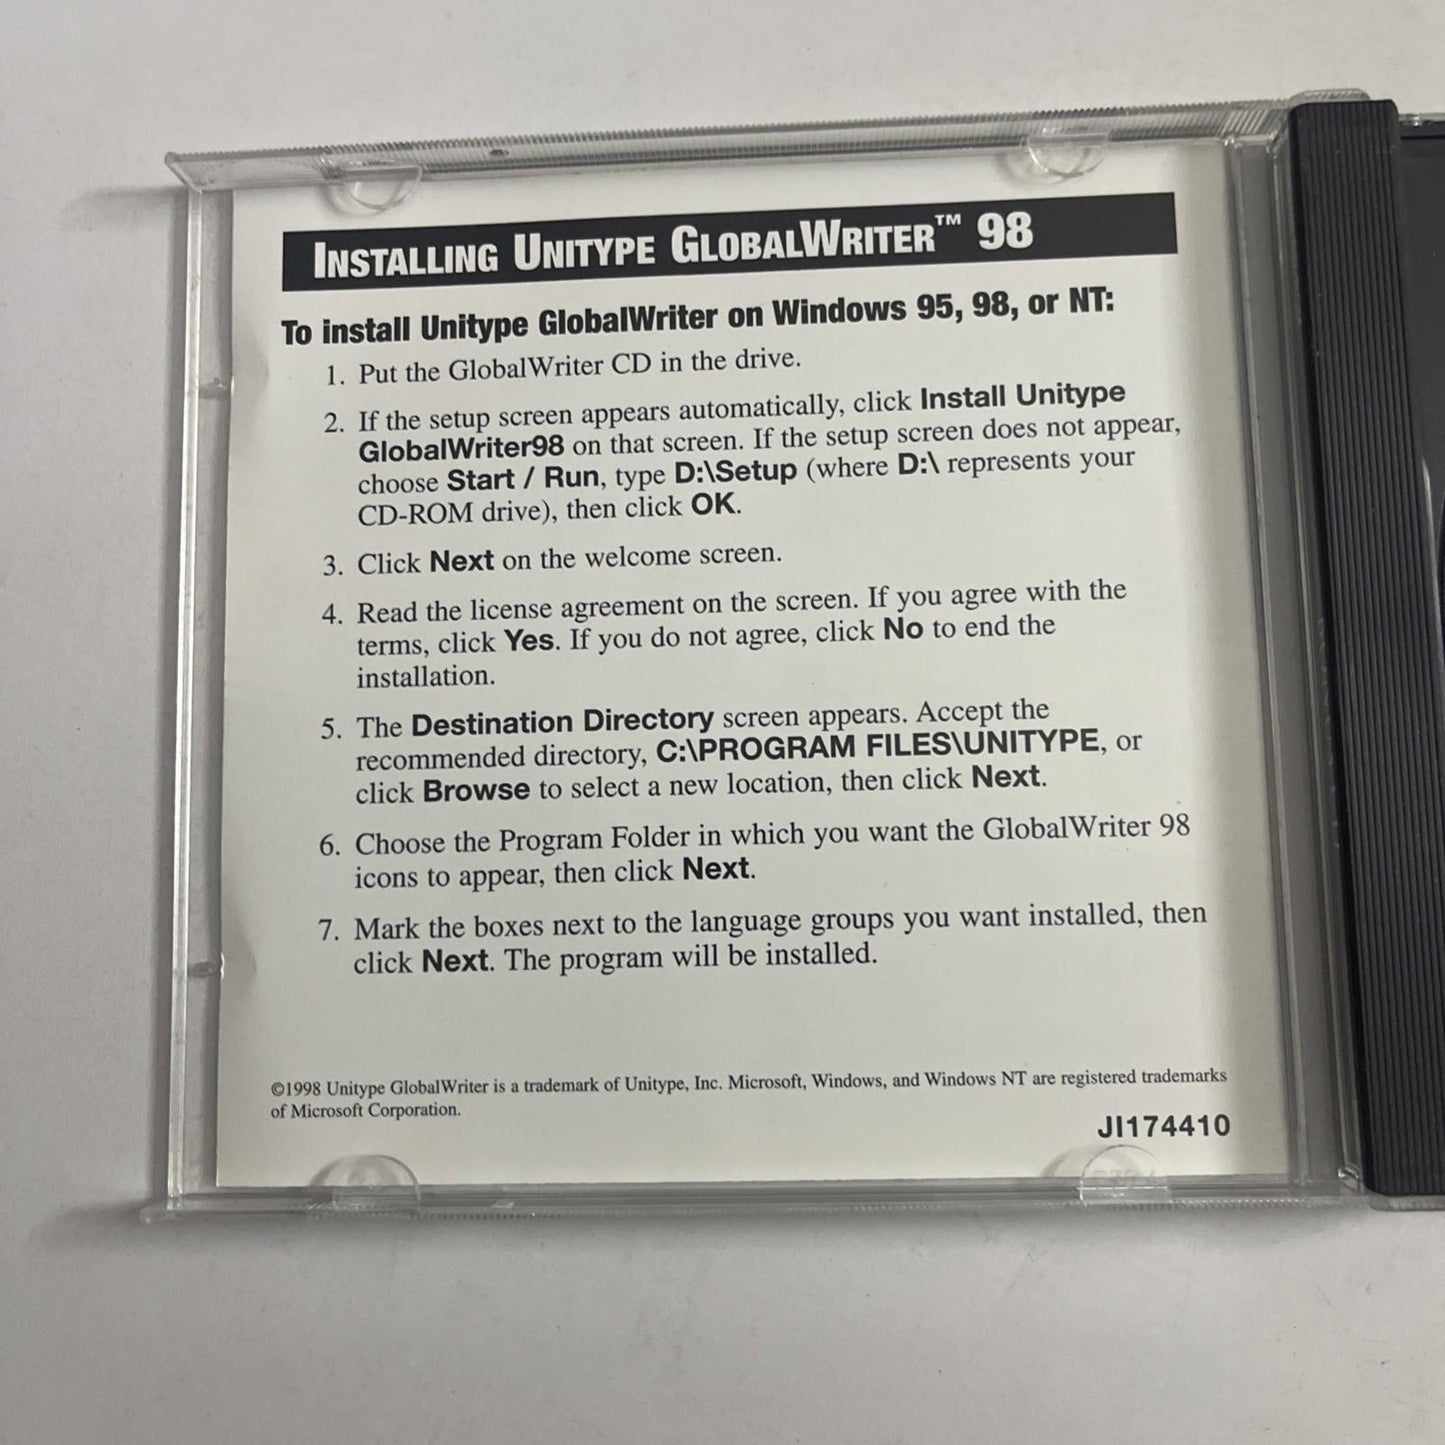 INSTALLING UNITYPE GLOBALWRITER™ 98
To install Unitype GlobalWriter on Windows 95, 98, or NT:
1. Put the GlobalWriter CD in the drive.
2. If the setup screen appears automatically, click Install Unitype
GlobalWriter98 on that screen. If the setup screen does not appear,
choose Start / Run, type D:\Setup (where D:\ represents your
CD-ROM drive), then click OK.
3. Click Next on the welcome screen.
4. Read the license agreement on the screen. If you agree with the
terms, click Yes. If you do not agree, click No to end the
installation.
5. The Destination Directory screen appears. Accept the
recommended directory, C:\PROGRAM FILES\UNITYPE, or
click Browse to select a new location, then click Next.
6. Choose the Program Folder in which you want the GlobalWriter 98
icons to appear, then click Next.
7. Mark the boxes next to the language groups you want installed, then
click Next. The program will be installed.
©1998 Unitype GlobalWriter is a trademark of Unitype, Inc. Microsoft, Windows, and Windows NT are registered trademarks
of Microsoft Corporation.
JI174410